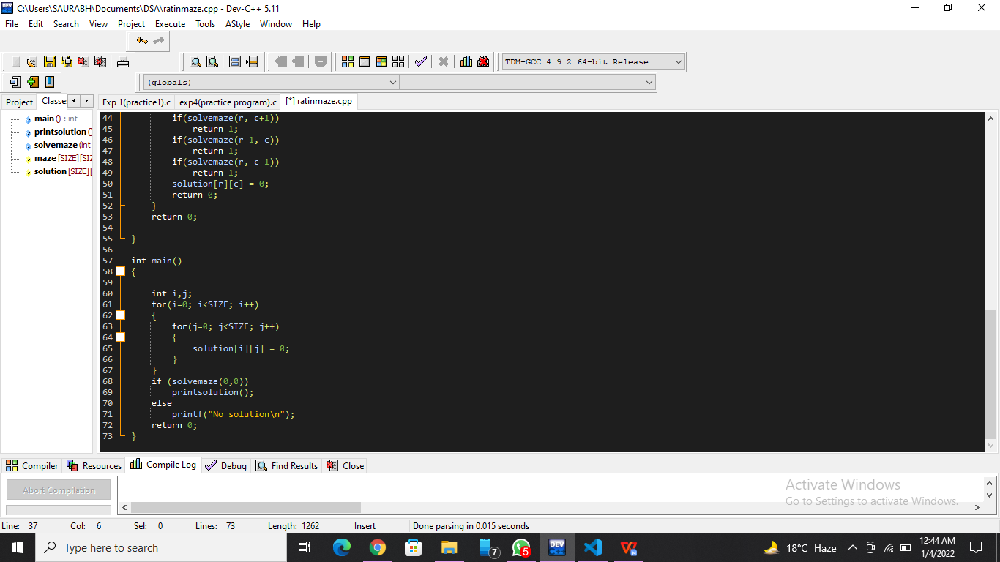 C:\Users\SAURABH\Documents\DSA\ratinmaze.cpp - Dev-C++ 5.11
File Edit Search View Project Execute Tools AStyle Window Help
TDM-GCC 4.9.2 64-bit Release
(globals)
Project Classe Exp 1(practice1).c exp4(practice program).c [*] ratinmaze.cpp
main () : int
printsolution (
solvemaze (int
maze [SIZE][SIZ
solution [SIZE][
44 if(solvemaze(r, c+1))
45 return 1;
46 if(solvemaze(r-1, c))
47 return 1;
48 if(solvemaze(r, c-1))
49 return 1;
50 solution[r][c] = 0;
51 return 0;
52 }
53 return 0;
54
55 }
56
57 int main()
58 {
59
60 int i,j;
61 for(i=0; i<SIZE; i++)
62 {
63 for(j=0; j<SIZE; j++)
64 {
65 solution[i][j] = 0;
66 }
67 }
68 if (solvemaze(0,0))
69 printsolution();
70 else
71 printf("No solution\n");
72 return 0;
73 }
Compiler Resources Compile Log Debug Find Results Close
Abort Compilation
Activate Windows
Go to Settings to activate Windows.
Line: 37 Col: 6 Sel: 0 Lines: 73 Length: 1262 Insert Done parsing in 0.015 seconds
Type here to search
7
5
DEV
18°C Haze
12:44 AM
1/4/2022